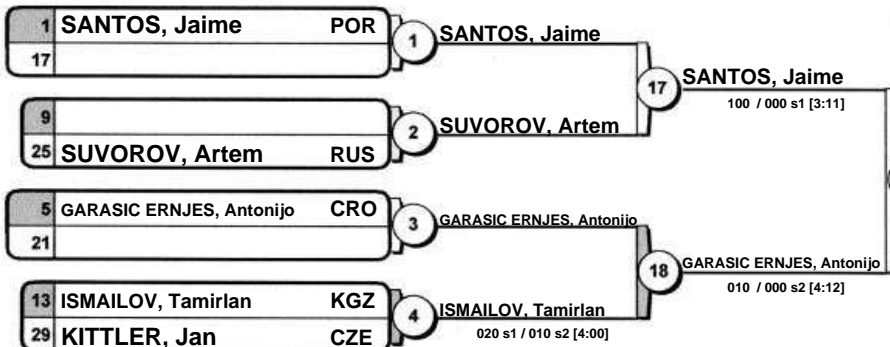 1 SANTOS, Jaime POR
17
1
SANTOS, Jaime
9
25 SUVOROV, Artem RUS
2
SUVOROV, Artem
17
SANTOS, Jaime
100 / 000 s1 [3:11]
5 GARASIC ERNJES, Antonijo CRO
21
3
GARASIC ERNJES, Antonijo
13 ISMAILOV, Tamirlan KGZ
29 KITTLER, Jan CZE
4
ISMAILOV, Tamirlan
020 s1 / 010 s2 [4:00]
18
GARASIC ERNJES, Antonijo
010 / 000 s2 [4:12]